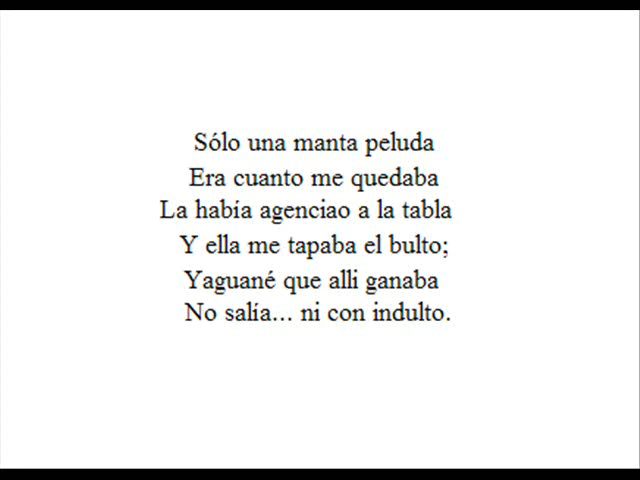 Sólo una manta peluda
Era cuanto me quedaba
La había agenciao a la tabla
Y ella me tapaba el bulto;
Yaguané que alli ganaba
No salía... ni con indulto.